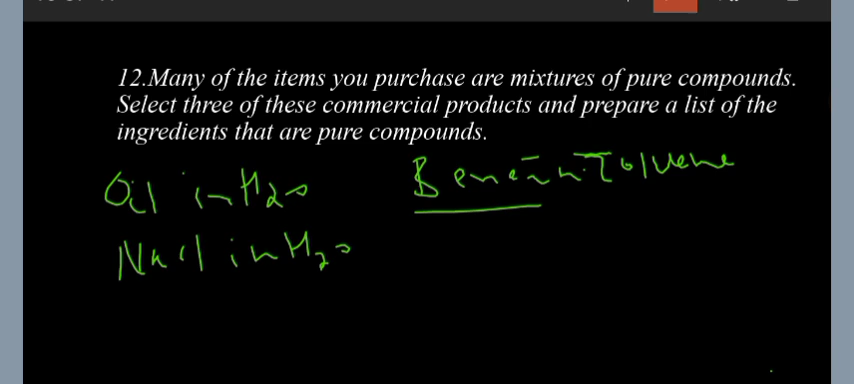 12.Many of the items you purchase are mixtures of pure compounds.
Select three of these commercial products and prepare a list of the
ingredients that are pure compounds.
Oil in H2O
Benzen in Toluene
NaCl in H2O